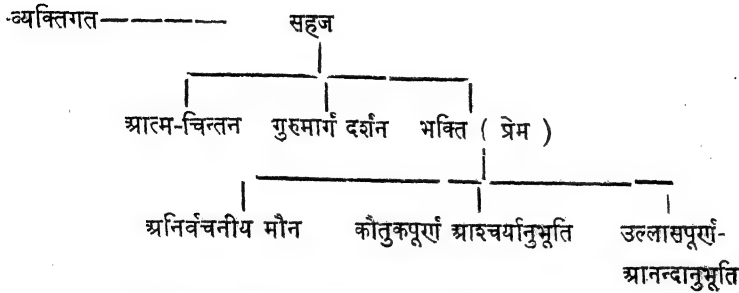 व्यक्तिगत———— सहज
आत्म-चिन्तन गुरुमार्ग दर्शन भक्ति ( प्रेम )
अनिर्वचनीय मौन कौतुकपूर्ण आश्चर्यानुभूति उल्लासपूर्ण-
आनन्दानुभूति